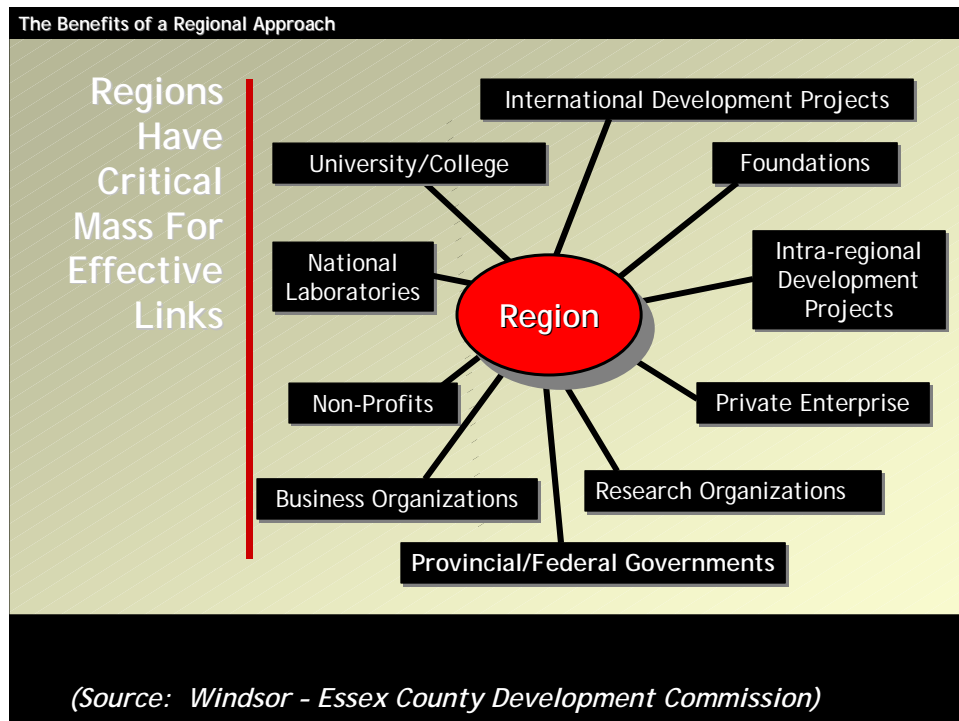 The Benefits of a Regional Approach
Regions
Have
Critical
Mass For
Effective
Links
International Development Projects
University/College
Foundations
National
Laboratories
Intra-regional
Development
Projects
Region
Non-Profits
Private Enterprise
Business Organizations
Research Organizations
Provincial/Federal Governments
(Source: Windsor - Essex County Development Commission)